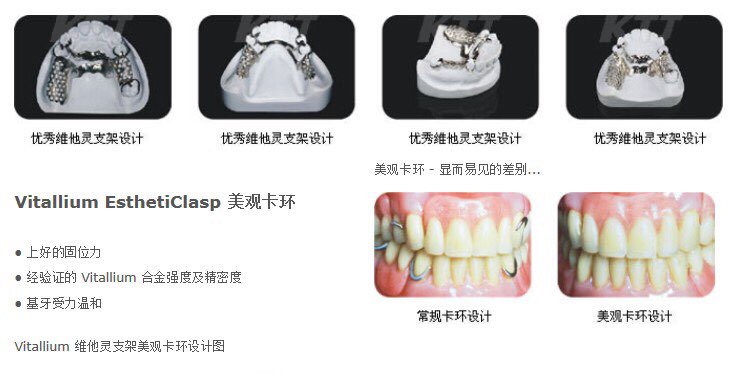 KTT
KTT
KTT
KTT
优秀维他灵支架设计
优秀维他灵支架设计
优秀维他灵支架设计
优秀维他灵支架设计
美观卡环 - 显而易见的差别...
Vitallium EsthetiClasp 美观卡环
● 上好的固位力
● 经验证的 Vitallium 合金强度及精密度
● 基牙受力温和
常规卡环设计
美观卡环设计
Vitallium 维他灵支架美观卡环设计图